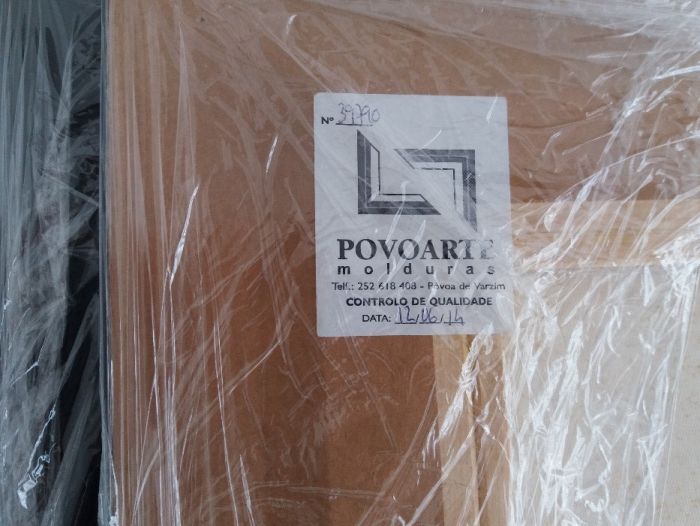 Nº 39790
POVOARTE
molduras
Telf.: 252 618 408 - Póvoa de Varzim
CONTROLO DE QUALIDADE
DATA: 12/06/14